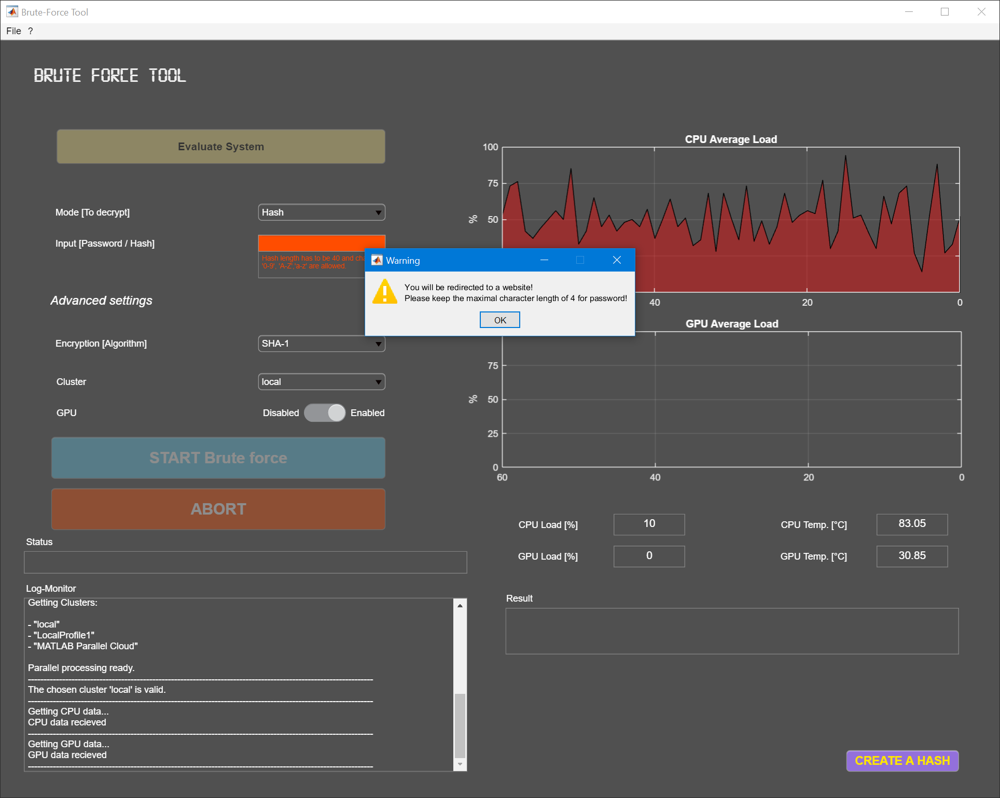 Brute-Force Tool
File ?
BRUTE FORCE TOOL
Evaluate System
Mode [To decrypt]
Hash
Input [Password / Hash]
Hash length has to be 40 and
'0-9', 'A-Z','a-z' are allowed.
Advanced settings
Encryption [Algorithm]
SHA-1
Cluster
local
GPU
Disabled
Enabled
START Brute force
ABORT
Status
Log-Monitor
Getting Clusters:
- "local"
- "LocalProfile1"
- "MATLAB Parallel Cloud"
Parallel processing ready.
The chosen cluster 'local' is valid.
Getting CPU data...
CPU data recieved
Getting GPU data...
GPU data recieved
Warning
You will be redirected to a website!
Please keep the maximal character length of 4 for password!
OK
CPU Average Load
100
75
50
%
40
20
0
GPU Average Load
75
50
25
0
%
60
40
20
0
CPU Load [%]
10
CPU Temp. [°C]
83.05
GPU Load [%]
0
GPU Temp. [°C]
30.85
Result
CREATE A HASH